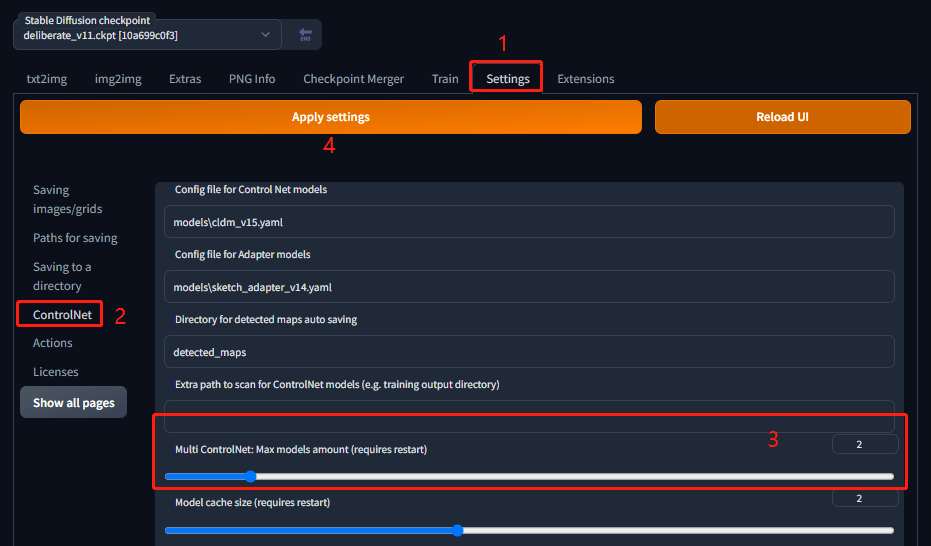 Stable Diffusion checkpoint
deliberate_v11.ckpt [10a699c0f3]
END
1
txt2img img2img Extras PNG Info Checkpoint Merger Train Settings Extensions
Apply settings Reload UI
4
Saving
images/grids
Paths for saving
Saving to a
directory
ControlNet 2
Actions
Licenses
Show all pages
Config file for Control Net models
models\cldm_v15.yaml
Config file for Adapter models
models\sketch_adapter_v14.yaml
Directory for detected maps auto saving
detected_maps
Extra path to scan for ControlNet models (e.g. training output directory)
Multi ControlNet: Max models amount (requires restart) 3 2
Model cache size (requires restart) 2